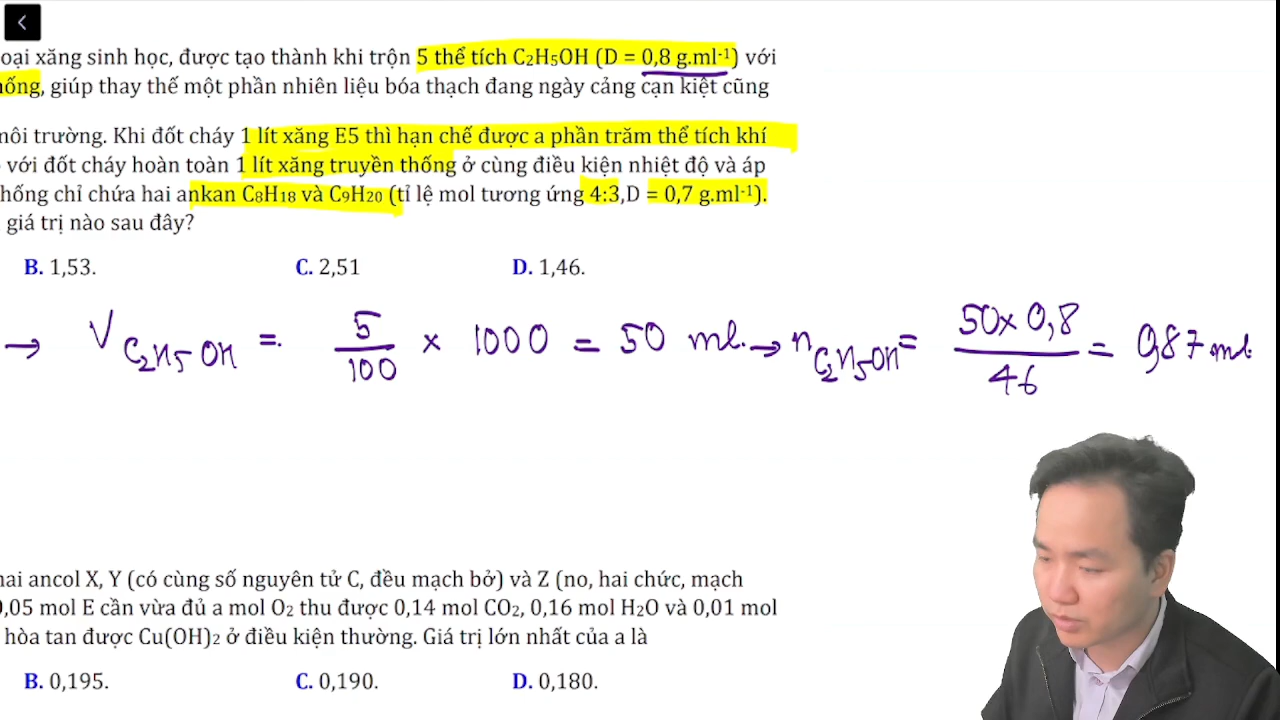 oại xăng sinh học, được tạo thành khi trộn 5 thể tích C2H5OH (D = 0,8 g.ml-1) với
hống, giúp thay thế một phần nhiên liệu bóa thạch đang ngày cảng cạn kiệt cũng
nôi trường. Khi đốt cháy 1 lít xăng E5 thì hạn chế được a phần trăm thể tích khí
với đốt cháy hoàn toàn 1 lít xăng truyền thống ở cùng điều kiện nhiệt độ và áp
hống chỉ chứa hai ankan C8H18 và C9H20 (tỉ lệ mol tương ứng 4:3,D = 0,7 g.ml-1).
giá trị nào sau đây?
B. 1,53. C. 2,51 D. 1,46.
→ V C2H5OH = 5/100 × 1000 = 50 ml. → n C2H5OH = 50 x 0,8 / 46 = 0,87 mol
hai ancol X, Y (có cùng số nguyên tử C, đều mạch bở) và Z (no, hai chức, mạch
0,05 mol E cần vừa đủ a mol O2 thu được 0,14 mol CO2, 0,16 mol H2O và 0,01 mol
hòa tan được Cu(OH)2 ở điều kiện thường. Giá trị lớn nhất của a là
B. 0,195. C. 0,190. D. 0,180.